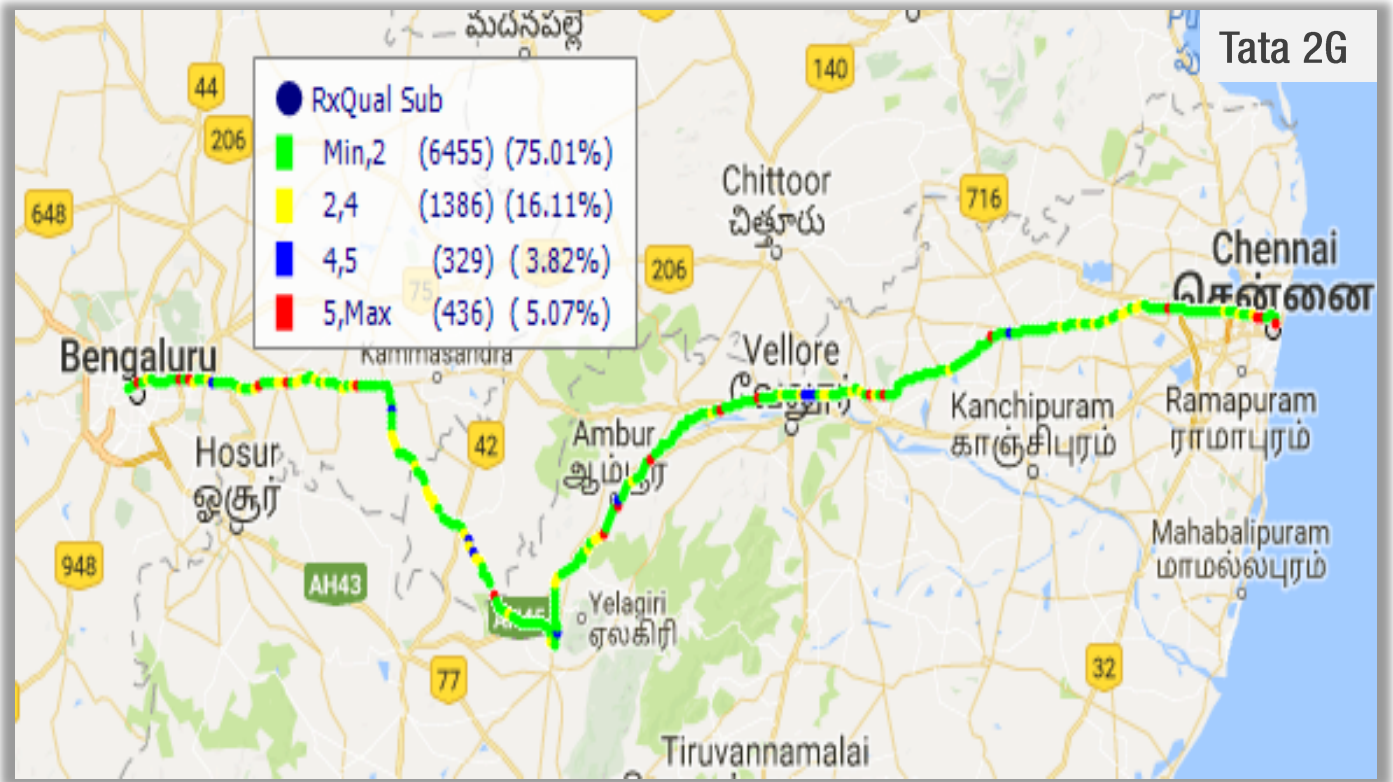 మదనపల్లె
Tata 2G
44
140
RxQual Sub
206
Min,2 (6455) (75.01%)
2,4 (1386) (16.11%)
4,5 (329) ( 3.82%)
5,Max (436) ( 5.07%)
648
Chittoor
చిత్తూరు
716
206
75
Chennai
சென்னை
Bengaluru
Kammasandra
Vellore
வேலூர்
Kanchipuram
காஞ்சிபுரம்
Ramapuram
ராமாபுரம்
42
Ambur
ஆம்பூர்
Hosur
ஓசூர்
948
AH43
Mahabalipuram
மாமல்லபுரம்
AH45
Yelagiri
ஏலகிரி
77
32
Tiruvannamalai